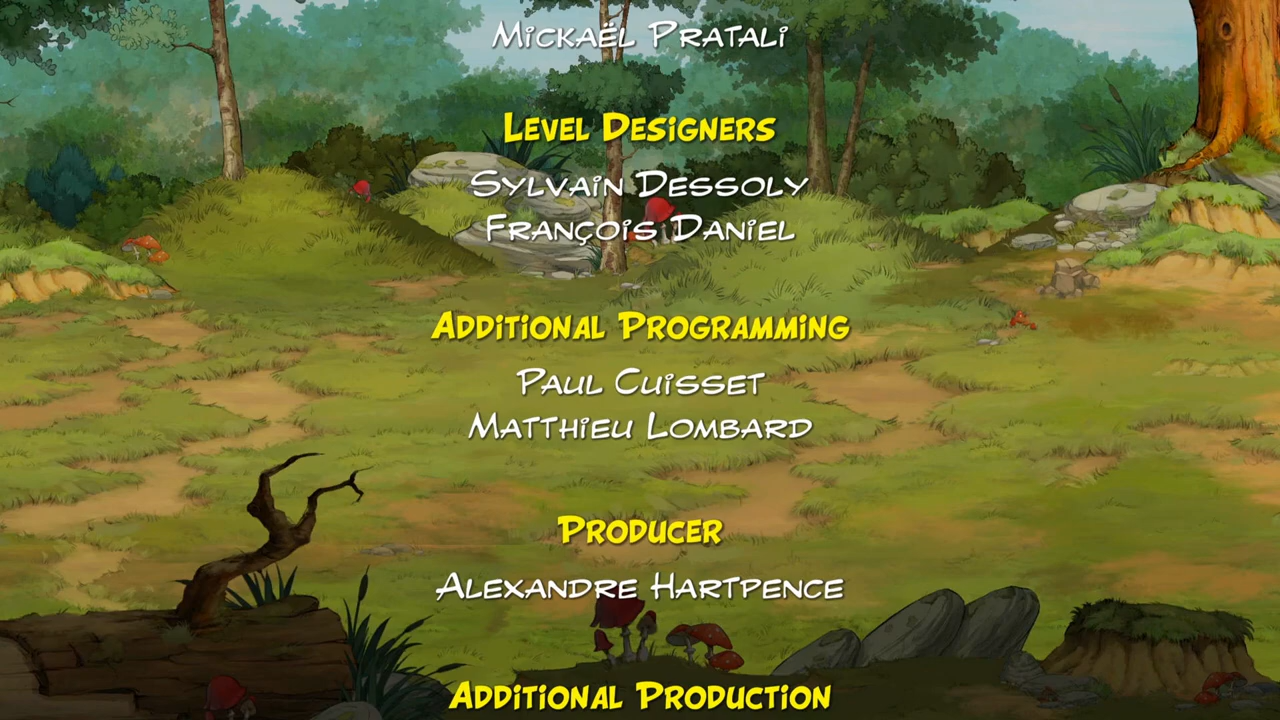 Mickaël Pratali
Level Designers
Sylvain Dessoly
François Daniel
Additional Programming
Paul Cuisset
Matthieu Lombard
Producer
Alexandre Hartpence
Additional Production